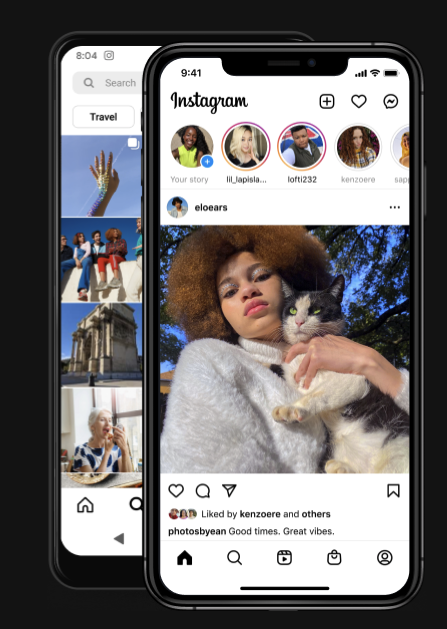 8:04
Search
Travel
9:41
Instagram
Your story
lil_lapisla...
lofti232
kenzoere
eloears
Liked by kenzoere and others
photosbyean Good times. Great vibes.